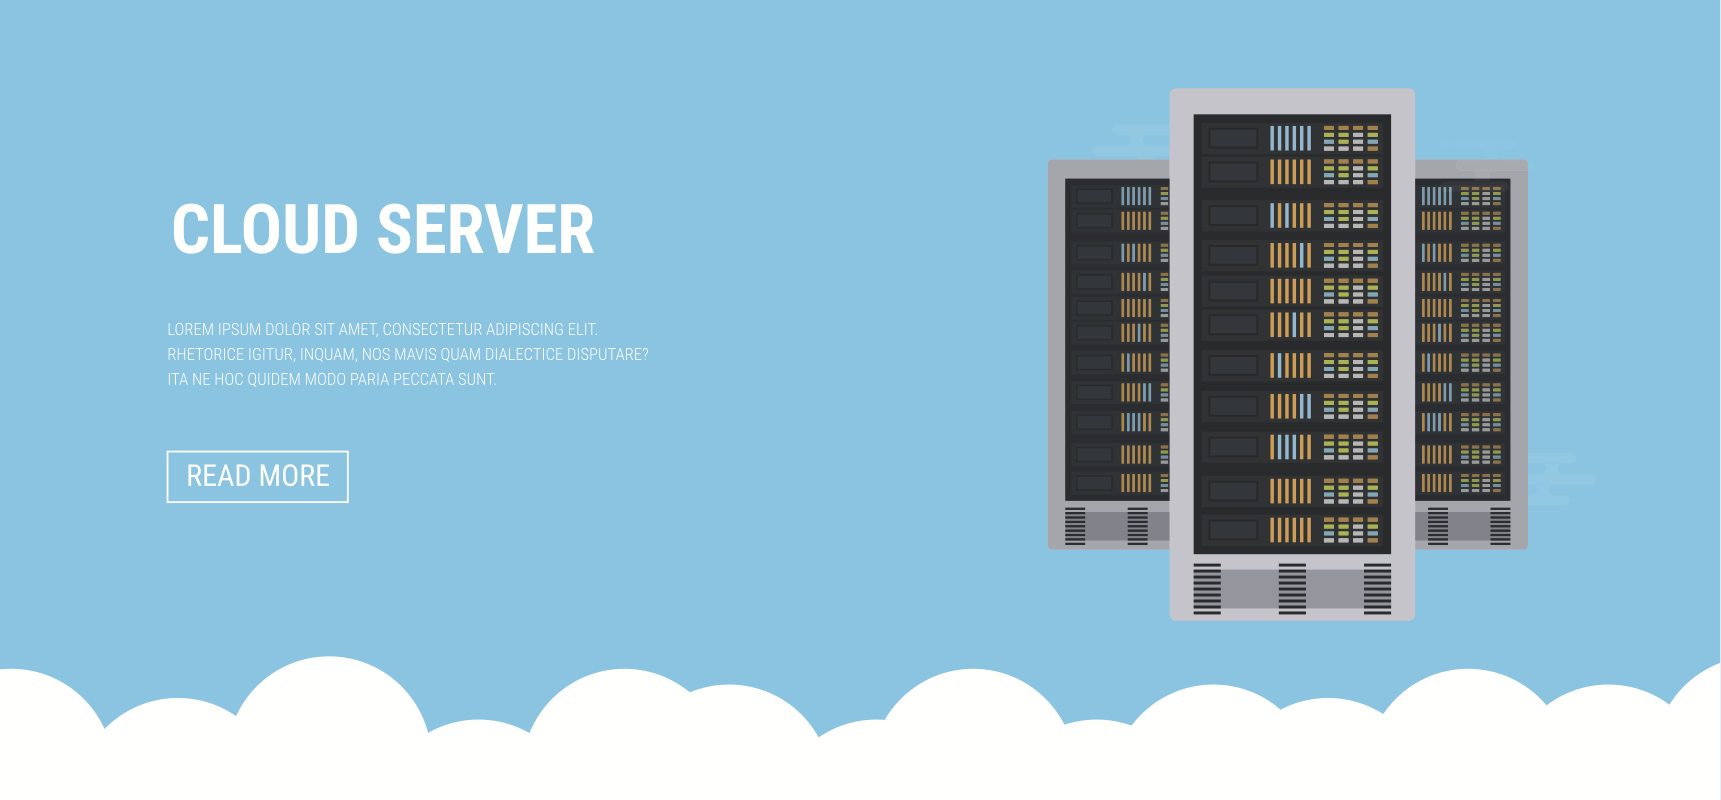 CLOUD SERVER
LOREM IPSUM DOLOR SIT AMET, CONSECTETUR ADIPISCING ELIT.
RHETORICE IGITUR, INQUAM, NOS MAVIS QUAM DIALECTICE DISPUTARE?
ITA NE HOC QUIDEM MODO PARIA PECCATA SUNT.
READ MORE